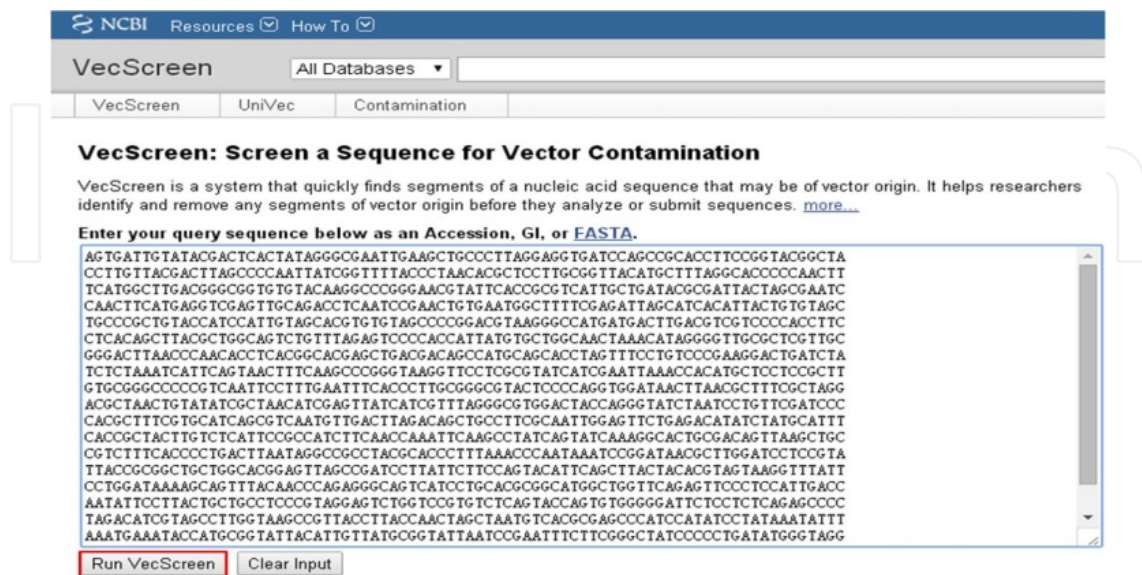 NCBI Resources How To
VecScreen All Databases
VecScreen UniVec Contamination
VecScreen: Screen a Sequence for Vector Contamination
VecScreen is a system that quickly finds segments of a nucleic acid sequence that may be of vector origin. It helps researchers
identify and remove any segments of vector origin before they analyze or submit sequences. more...
Enter your query sequence below as an Accession, GI, or FASTA.
AGTGATTGTATACGACTCACTATAGGGCGAATTGAAGCTGCCCTTAGGAGGTGATCCAGCCGCACCTTCCGGTACGGCTA
CCTTGTTACGACTTAGCCCCAATTATCGGTTTTACCCTAACACGCTCCTTGCGGTTACATGCTTTAGGCACCCCCAACTT
TCATGGCTTGACGGGCGGTGTGTACAAGGCCCGGGAACGTATTCACCGCGTCATTGCTGATACGCGATTACTAGCGAATC
CAACTTCATGAGGTCGAGTTGCAGACCTCAATCCGAACTGTGAATGGCTTTTCGAGATTAGCATCACATTACTGTGTAGC
TGCCCGCTGTACCATCCATTGTAGCACGTGTGTAGCCCCGGACGTAAGGGCCATGATGACTTGACGTCGTCCCCACCTTC
CTCACAGCTTACGCTGGCAGTCTGTTTAGAGTCCCCACCATTATGTGCTGGCAACTAAACATAGGGGTTGCGCTCGTTGC
GGGACTTAACCCAACACCTCACGGCACGAGCTGACGACAGCCATGCAGCACCTAGTTTCCTGTCCCGAAGGACTGATCTA
TCTCTAAATCATTCAGTAACTTTCAAGCCCGGGTAAGGTTCCTCGCGTATCATCGAATTAAACCACATGCTCCTCCGCTT
GTGCGGGCCCCCGTCAATTCCTTTGAATTTCACCCTTGCGGGCGTACTCCCCAGGTGGATAACTTAACGCTTTCGCTAGG
ACGCTAACTGTATATCGCTAACATCGAGTTATCATCGTTTAGGGCGTGGACTACCAGGGTATCTAATCCTGTTCGATCCC
CACGCTTTCGTGCATCAGCGTCAATGTTGACTTAGACAGCTGCCTTCGCAATTGGAGTTCTGAGACATATCTATGCATTT
CACCGCTACTTGTCTCATTCCGCCATCTTCAACCAAATTCAAGCCTATCAGTATCAAAGGCACTGCGACAGTTAAGCTGC
CGTCTTTCACCCCTGACTTAATAGGCCGCCTACGCACCCTTTAAACCCAATAAATCCGGATAACGCTTGGATCCTCCGTA
TTACCGCGGCTGCTGGCACGGAGTTAGCCGATCCTTATTCTTCCAGTACATTCAGCTTACTACACGTAGTAAGGTTTATT
CCTGGATAAAAGCAGTTTACAACCCAGAGGGCAGTCATCCTGCACGCGGCATGGCTGGTTCAGAGTTCCCTCCATTGACC
AATATTCCTTACTGCTGCCTCCCGTAGGAGTCTGGTCCGTGTCTCAGTACCAGTGTGGGGGATTCTCCTCTCAGAGCCCC
TAGACATCGTAGCCTTGGTAAGCCGTTACCTTACCAACTAGCTAATGTCACGCGAGCCCATCCATATCCTATAAATATTT
AAATGAAATACCATGCGGTATTACATTGTTATGCGGTATTAATCCGAATTTCTTCGGGCTATCCCCCTGATATGGGTAGG
Run VecScreen Clear Input